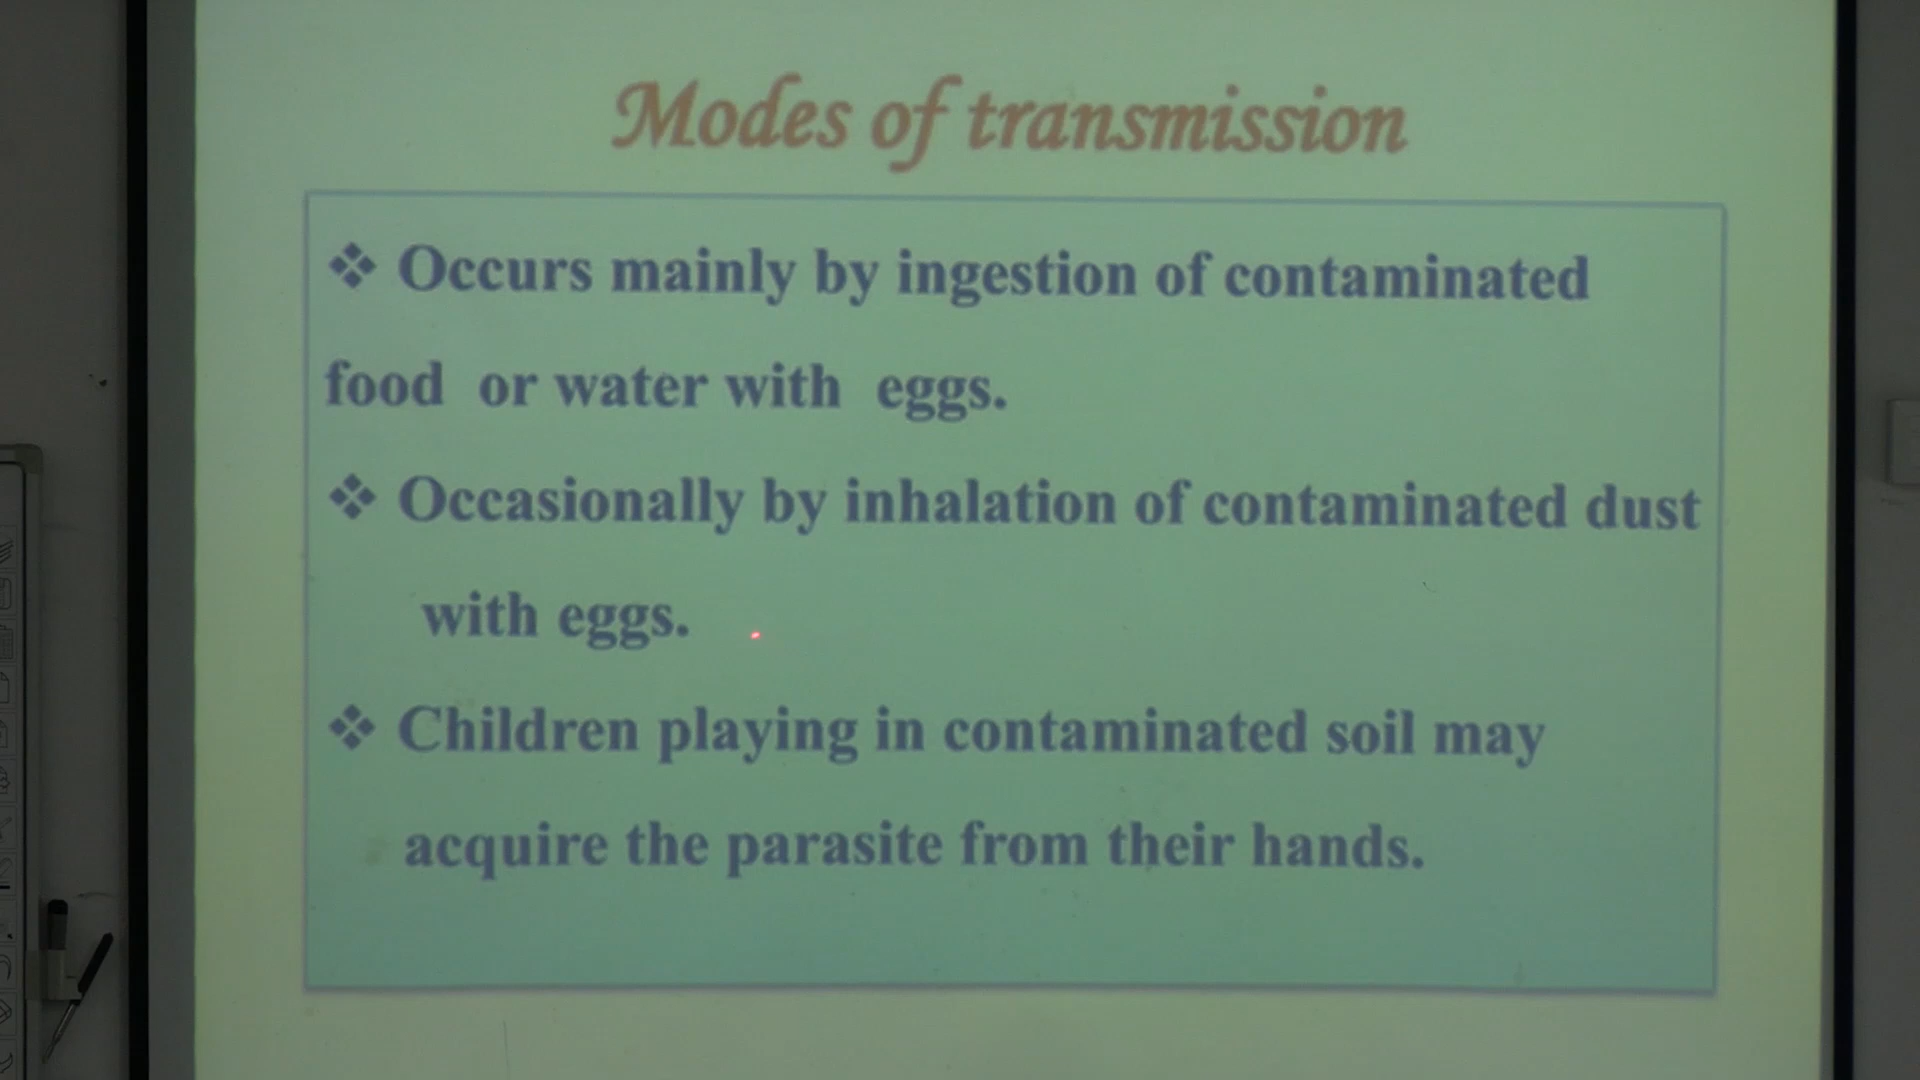 Modes of transmission
❖ Occurs mainly by ingestion of contaminated
food or water with eggs.
❖ Occasionally by inhalation of contaminated dust
with eggs.
❖ Children playing in contaminated soil may
acquire the parasite from their hands.